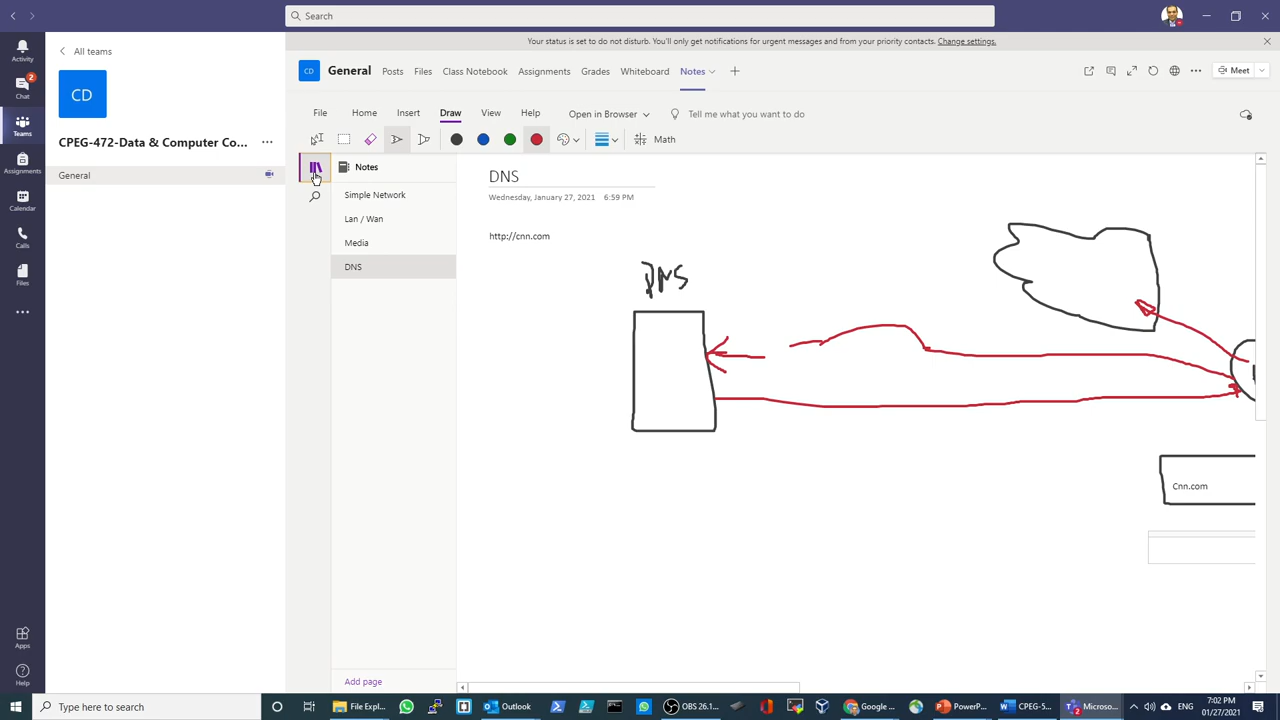 Search
Your status is set to do not disturb. You'll only get notifications for urgent messages and from your priority contacts. Change settings.
Activity
2
Chat
Teams
Assignments
Calendar
Calls
Files
Apps
Help
All teams
CD
CPEG-472-Data & Computer Co...
General
CD
General
Posts
Files
Class Notebook
Assignments
Grades
Whiteboard
Notes
Meet
File
Home
Insert
Draw
View
Help
Open in Browser
Tell me what you want to do
Math
Notes
Simple Network
Lan / Wan
Media
DNS
Add page
DNS
Wednesday, January 27, 2021 6:59 PM
http://cnn.com
DNS
Cnn.com
Type here to search
File Expl...
Outlook
OBS 26.1...
Google ...
PowerP...
CPEG-5...
Microso...
7:02 PM
01/27/2021